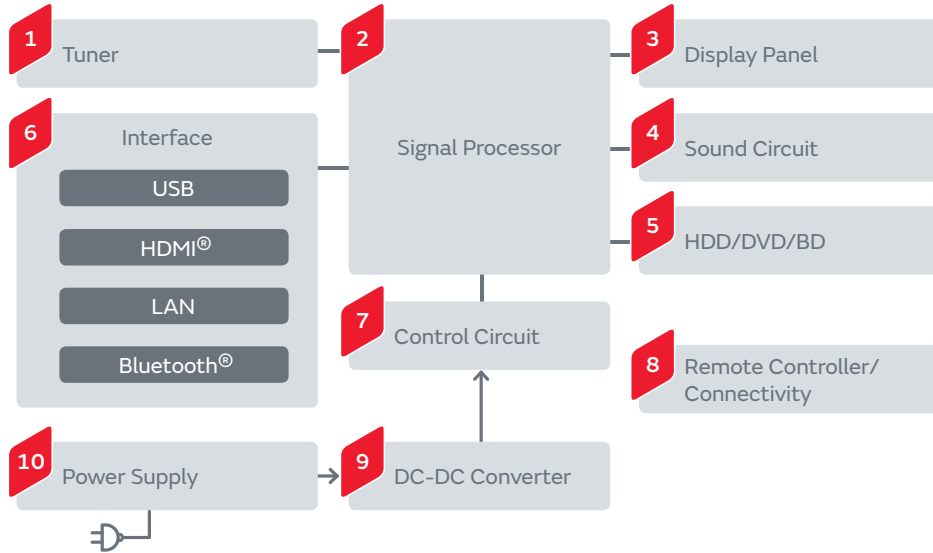 1
Tuner
2
Signal Processor
3
Display Panel
4
Sound Circuit
5
HDD/DVD/BD
6
Interface
USB
HDMI®
LAN
Bluetooth®
7
Control Circuit
8
Remote Controller/
Connectivity
9
DC-DC Converter
10
Power Supply